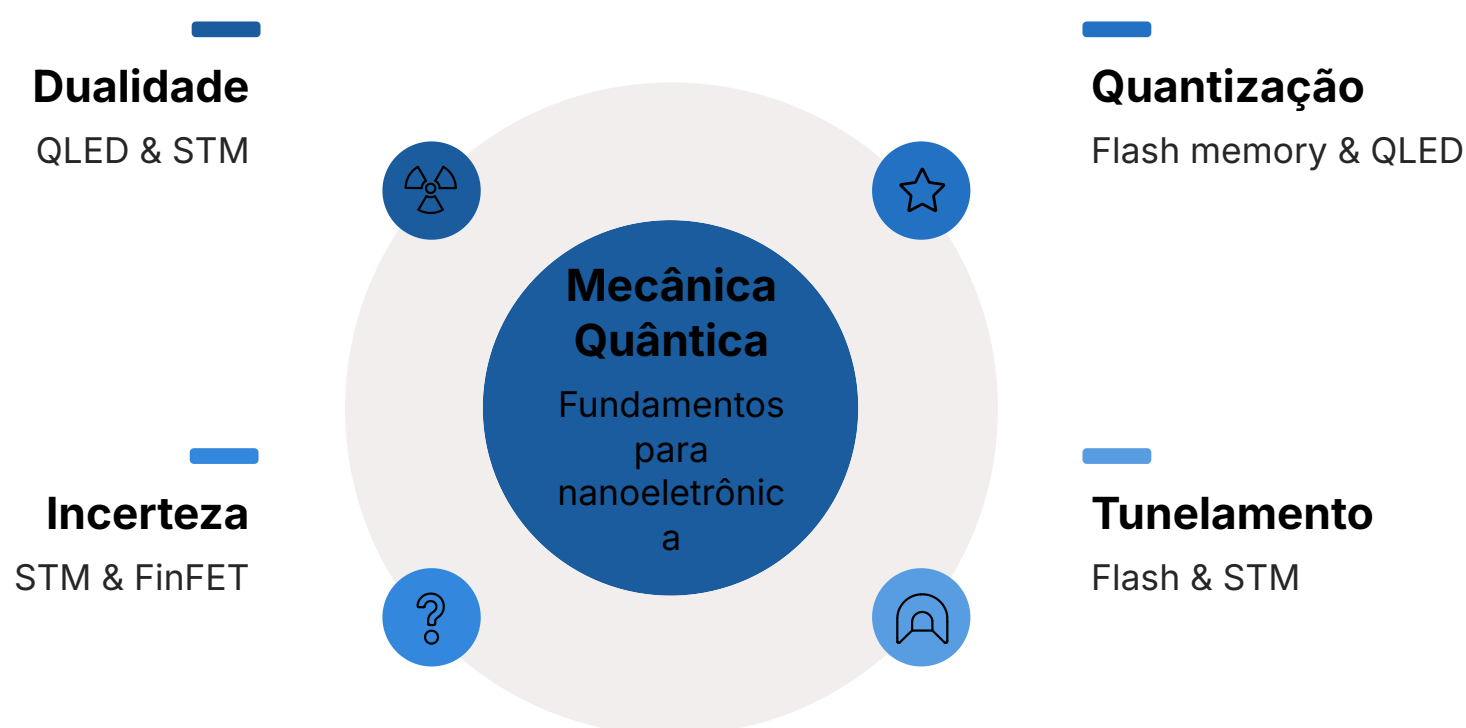 Dualidade
QLED & STM
Quantização
Flash memory & QLED
Mecânica
Quântica
Fundamentos
para
nanoeletrônic
a
Incerteza
STM & FinFET
Tunelamento
Flash & STM